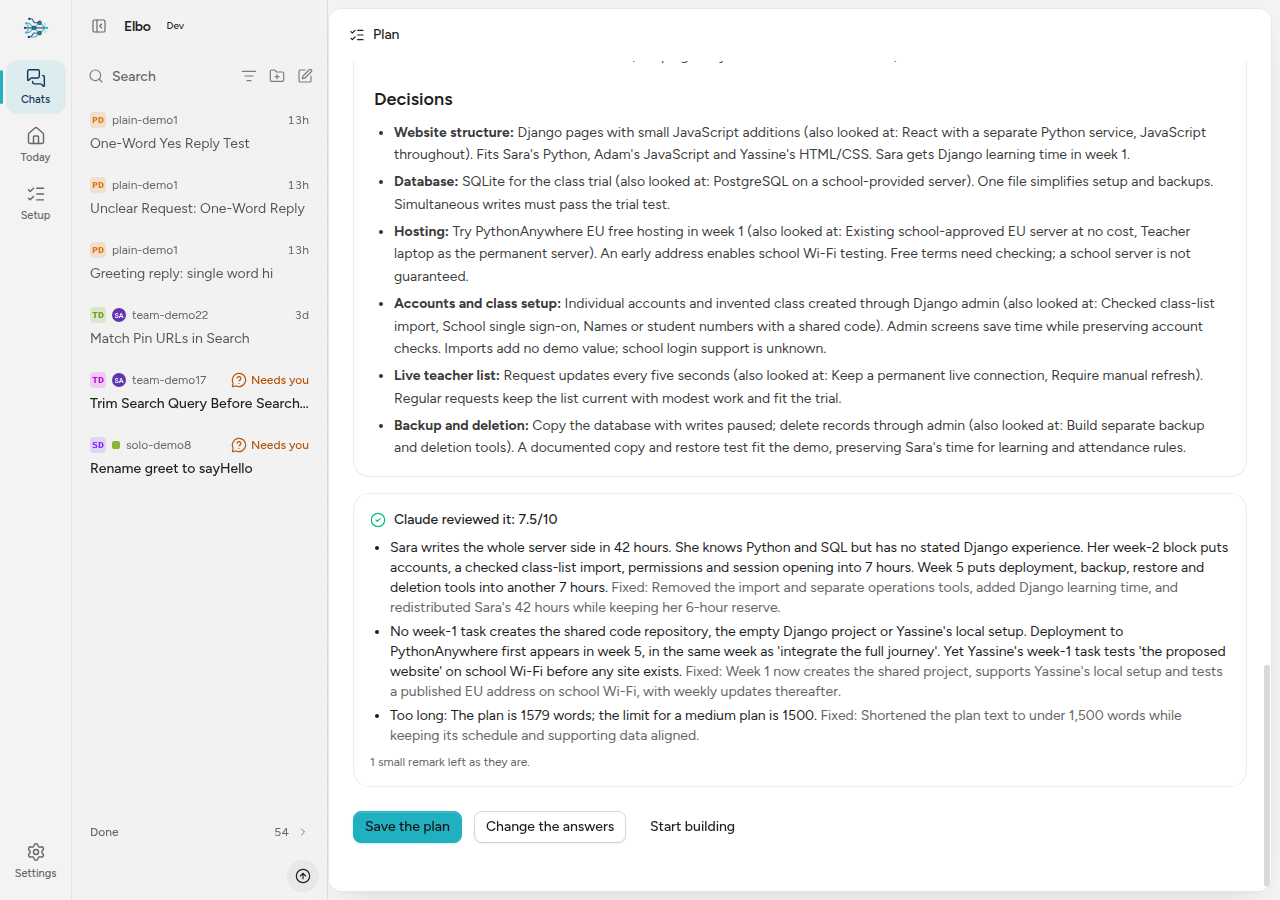 Elbo Dev
Chats
Today
Setup
Settings
Search
plain-demo1 13h
One-Word Yes Reply Test
plain-demo1 13h
Unclear Request: One-Word Reply
plain-demo1 13h
Greeting reply: single word hi
TD SA team-demo22 3d
Match Pin URLs in Search
TD SA team-demo17 Needs you
Trim Search Query Before Search...
SD solo-demo8 Needs you
Rename greet to sayHello
Done 54
Plan
Decisions
• Website structure: Django pages with small JavaScript additions (also looked at: React with a separate Python service, JavaScript
throughout). Fits Sara's Python, Adam's JavaScript and Yassine's HTML/CSS. Sara gets Django learning time in week 1.
• Database: SQLite for the class trial (also looked at: PostgreSQL on a school-provided server). One file simplifies setup and backups.
Simultaneous writes must pass the trial test.
• Hosting: Try PythonAnywhere EU free hosting in week 1 (also looked at: Existing school-approved EU server at no cost, Teacher
laptop as the permanent server). An early address enables school Wi-Fi testing. Free terms need checking; a school server is not
guaranteed.
• Accounts and class setup: Individual accounts and invented class created through Django admin (also looked at: Checked class-list
import, School single sign-on, Names or student numbers with a shared code). Admin screens save time while preserving account
checks. Imports add no demo value; school login support is unknown.
• Live teacher list: Request updates every five seconds (also looked at: Keep a permanent live connection, Require manual refresh).
Regular requests keep the list current with modest work and fit the trial.
• Backup and deletion: Copy the database with writes paused; delete records through admin (also looked at: Build separate backup
and deletion tools). A documented copy and restore test fit the demo, preserving Sara's time for learning and attendance rules.
Claude reviewed it: 7.5/10
• Sara writes the whole server side in 42 hours. She knows Python and SQL but has no stated Django experience. Her week-2 block puts
accounts, a checked class-list import, permissions and session opening into 7 hours. Week 5 puts deployment, backup, restore and
deletion tools into another 7 hours. Fixed: Removed the import and separate operations tools, added Django learning time, and
redistributed Sara's 42 hours while keeping her 6-hour reserve.
• No week-1 task creates the shared code repository, the empty Django project or Yassine's local setup. Deployment to
PythonAnywhere first appears in week 5, in the same week as 'integrate the full journey'. Yet Yassine's week-1 task tests 'the proposed
website' on school Wi-Fi before any site exists. Fixed: Week 1 now creates the shared project, supports Yassine's local setup and tests
a published EU address on school Wi-Fi, with weekly updates thereafter.
• Too long: The plan is 1579 words; the limit for a medium plan is 1500. Fixed: Shortened the plan text to under 1,500 words while
keeping its schedule and supporting data aligned.
1 small remark left as they are.
Save the plan Change the answers Start building